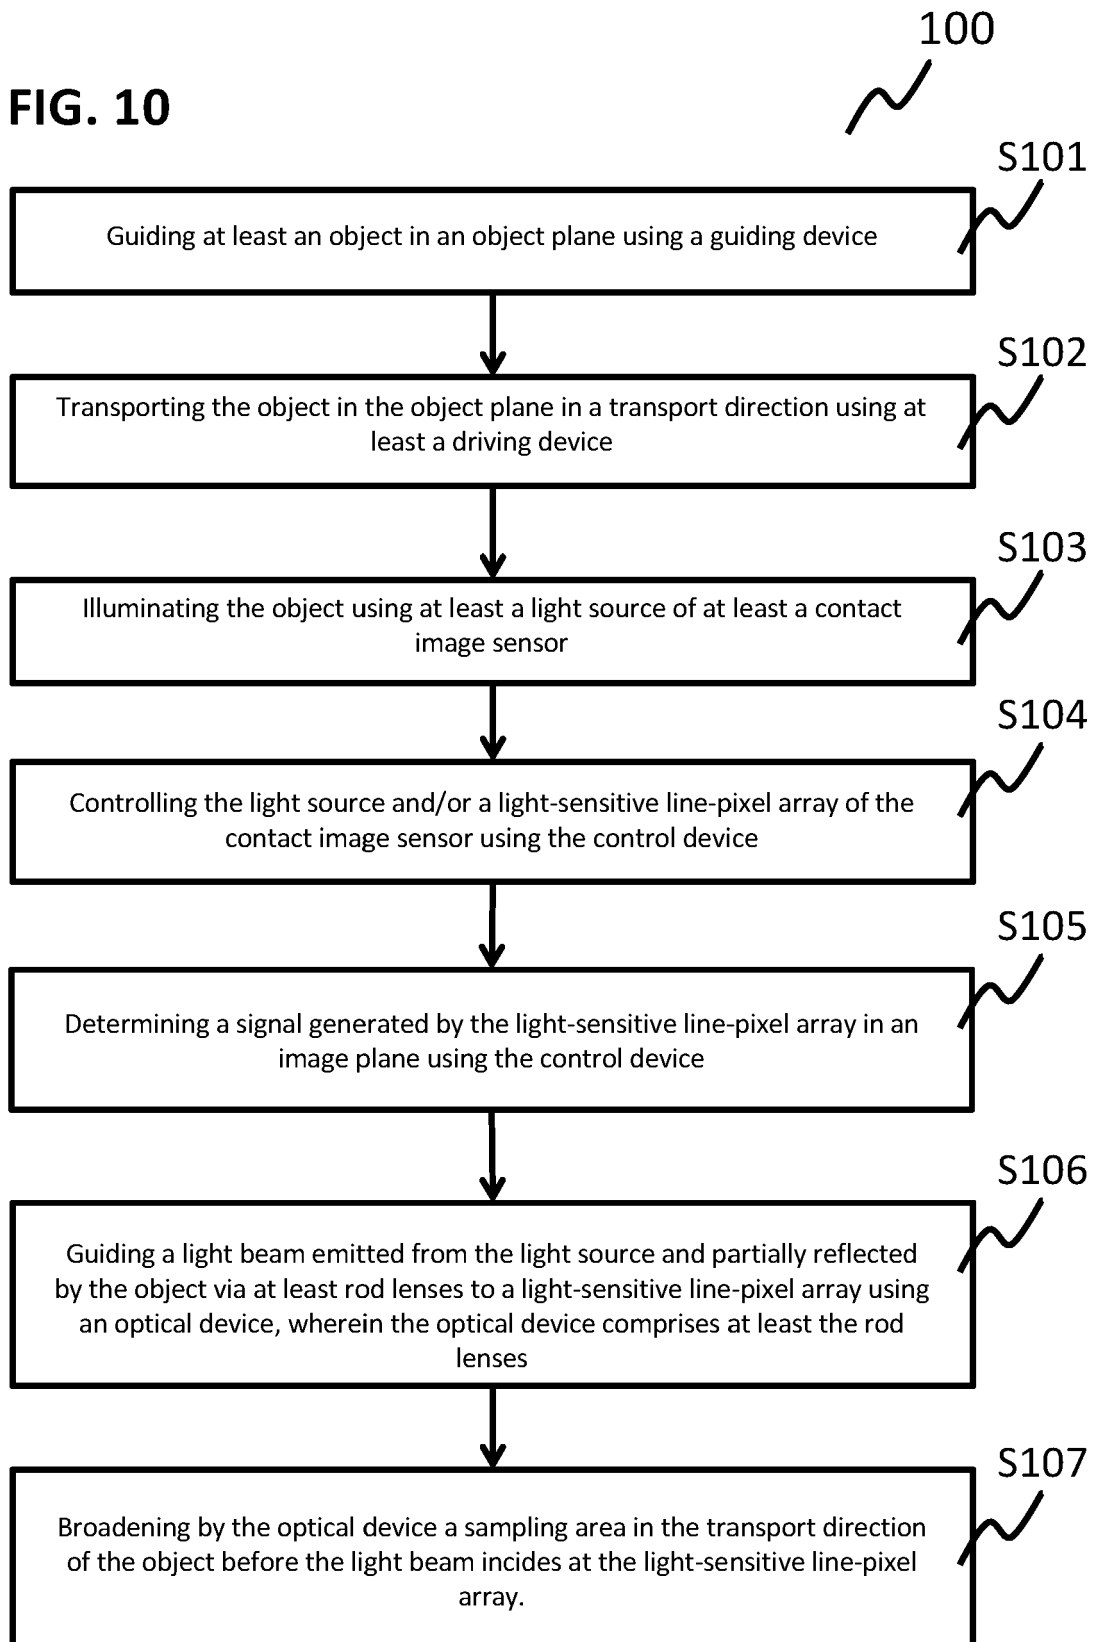 100
FIG. 10
S101
Guiding at least an object in an object plane using a guiding device
S102
Transporting the object in the object plane in a transport direction using at
least a driving device
S103
Illuminating the object using at least a light source of at least a contact
image sensor
S104
Controlling the light source and/or a light-sensitive line-pixel array of the
contact image sensor using the control device
S105
Determining a signal generated by the light-sensitive line-pixel array in an
image plane using the control device
S106
Guiding a light beam emitted from the light source and partially reflected
by the object via at least rod lenses to a light-sensitive line-pixel array using
an optical device, wherein the optical device comprises at least the rod
lenses
S107
Broadening by the optical device a sampling area in the transport direction
of the object before the light beam incides at the light-sensitive line-pixel
array.